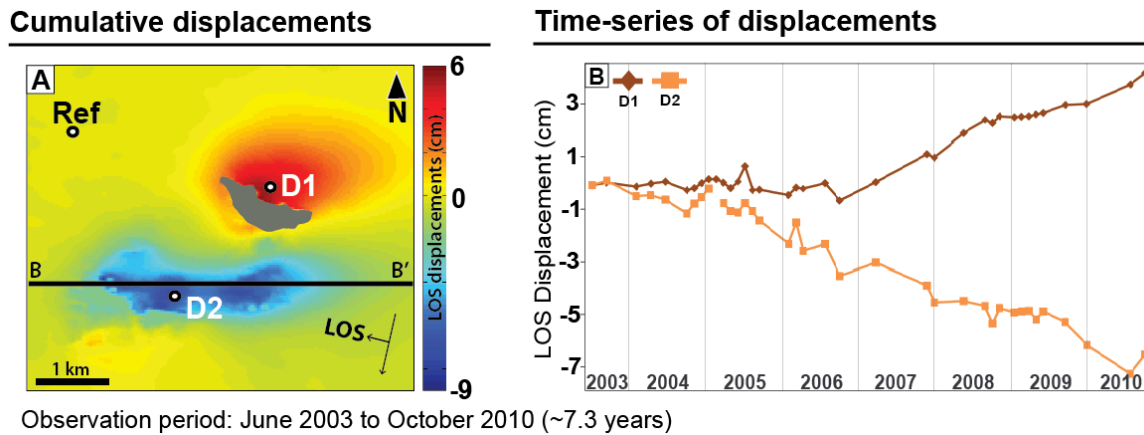 Cumulative displacements
Time-series of displacements
A
Ref
N
D1
D2
B
B'
LOS
1 km
6
0
-9
LOS displacements (cm)
B
D1
D2
LOS Displacement (cm)
3
1
-1
-3
-5
-7
2003 2004 2005 2006 2007 2008 2009 2010
Observation period: June 2003 to October 2010 (~7.3 years)